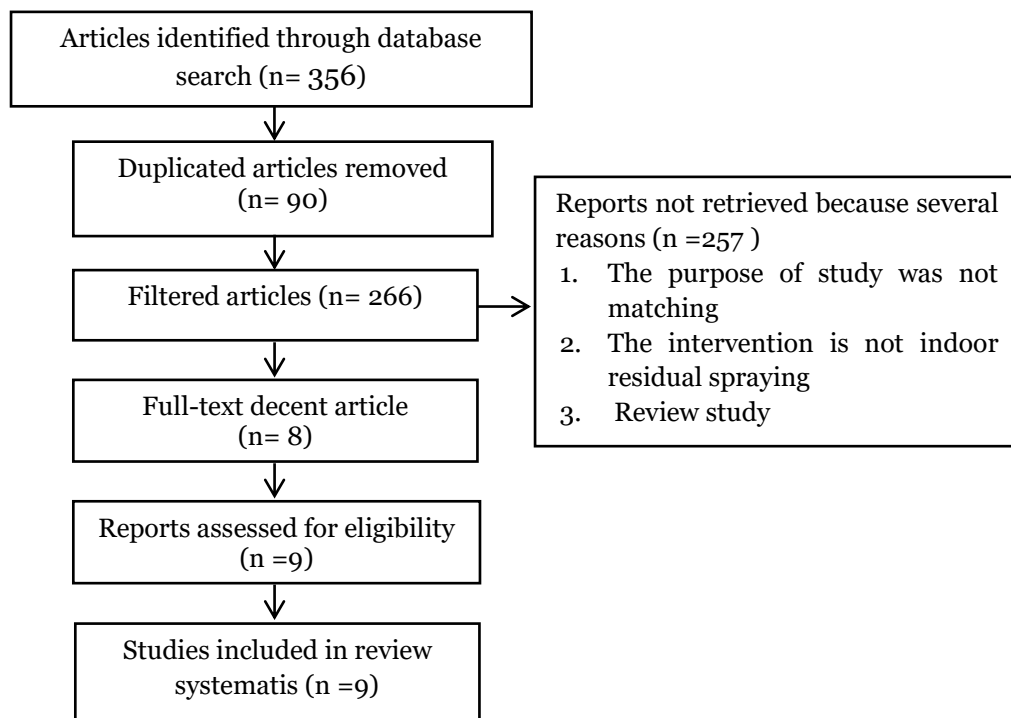 Articles identified through database
search (n= 356)
Duplicated articles removed
(n= 90)
Filtered articles (n= 266)
Reports not retrieved because several
reasons (n =257 )
1. The purpose of study was not
matching
2. The intervention is not indoor
residual spraying
3. Review study
Full-text decent article
(n= 8)
Reports assessed for eligibility
(n =9)
Studies included in review
systematis (n =9)